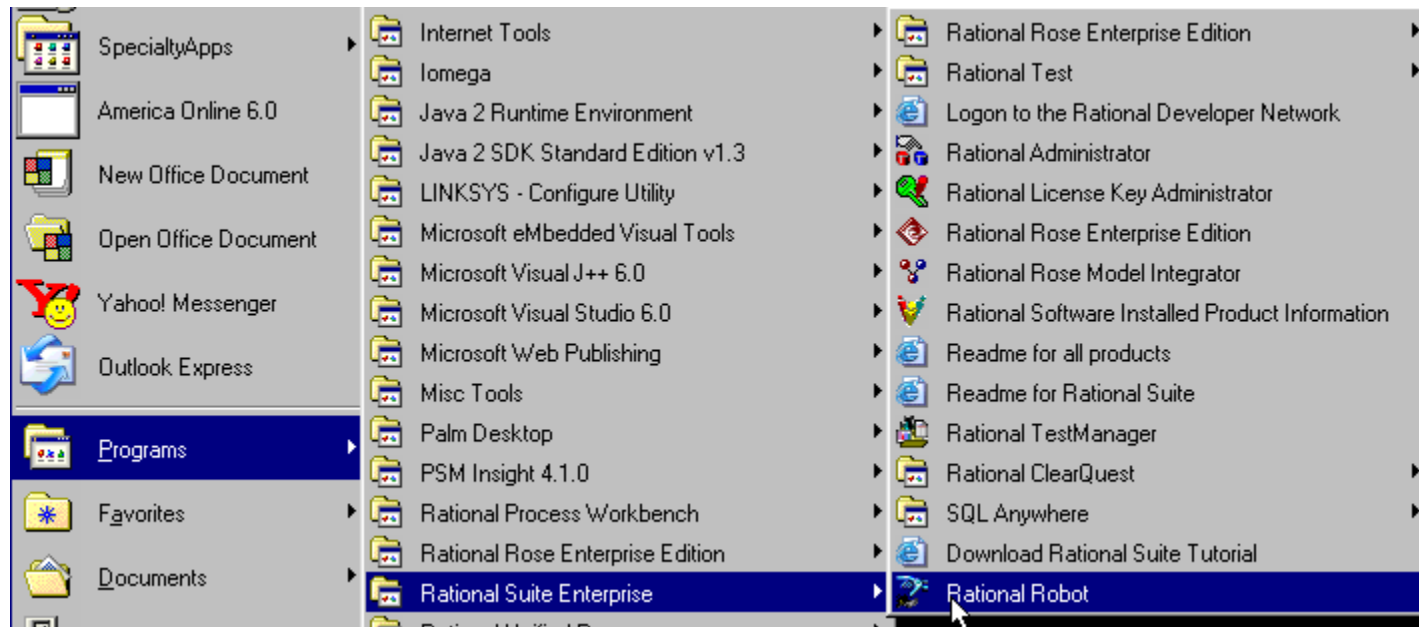 SpecialtyApps
America Online 6.0
New Office Document
Open Office Document
Yahoo! Messenger
Outlook Express
Programs
Favorites
Documents
Internet Tools
Iomega
Java 2 Runtime Environment
Java 2 SDK Standard Edition v1.3
LINKSYS - Configure Utility
Microsoft eMbedded Visual Tools
Microsoft Visual J++ 6.0
Microsoft Visual Studio 6.0
Microsoft Web Publishing
Misc Tools
Palm Desktop
PSM Insight 4.1.0
Rational Process Workbench
Rational Rose Enterprise Edition
Rational Suite Enterprise
Rational Rose Enterprise Edition
Rational Test
Logon to the Rational Developer Network
Rational Administrator
Rational License Key Administrator
Rational Rose Enterprise Edition
Rational Rose Model Integrator
Rational Software Installed Product Information
Readme for all products
Readme for Rational Suite
Rational TestManager
Rational ClearQuest
SQL Anywhere
Download Rational Suite Tutorial
Rational Robot